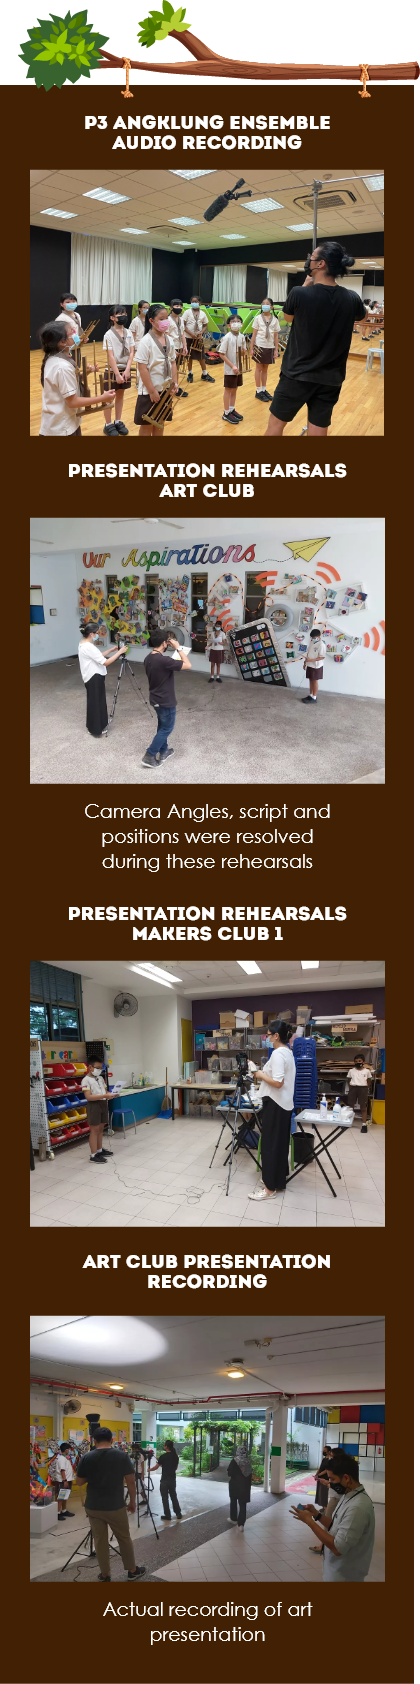 P3 ANGKLUNG ENSEMBLE
AUDIO RECORDING
PRESENTATION REHEARSALS
ART CLUB
Our Aspirations
Camera Angles, script and
positions were resolved
during these rehearsals
PRESENTATION REHEARSALS
MAKERS CLUB 1
ART CLUB PRESENTATION
RECORDING
Actual recording of art
presentation